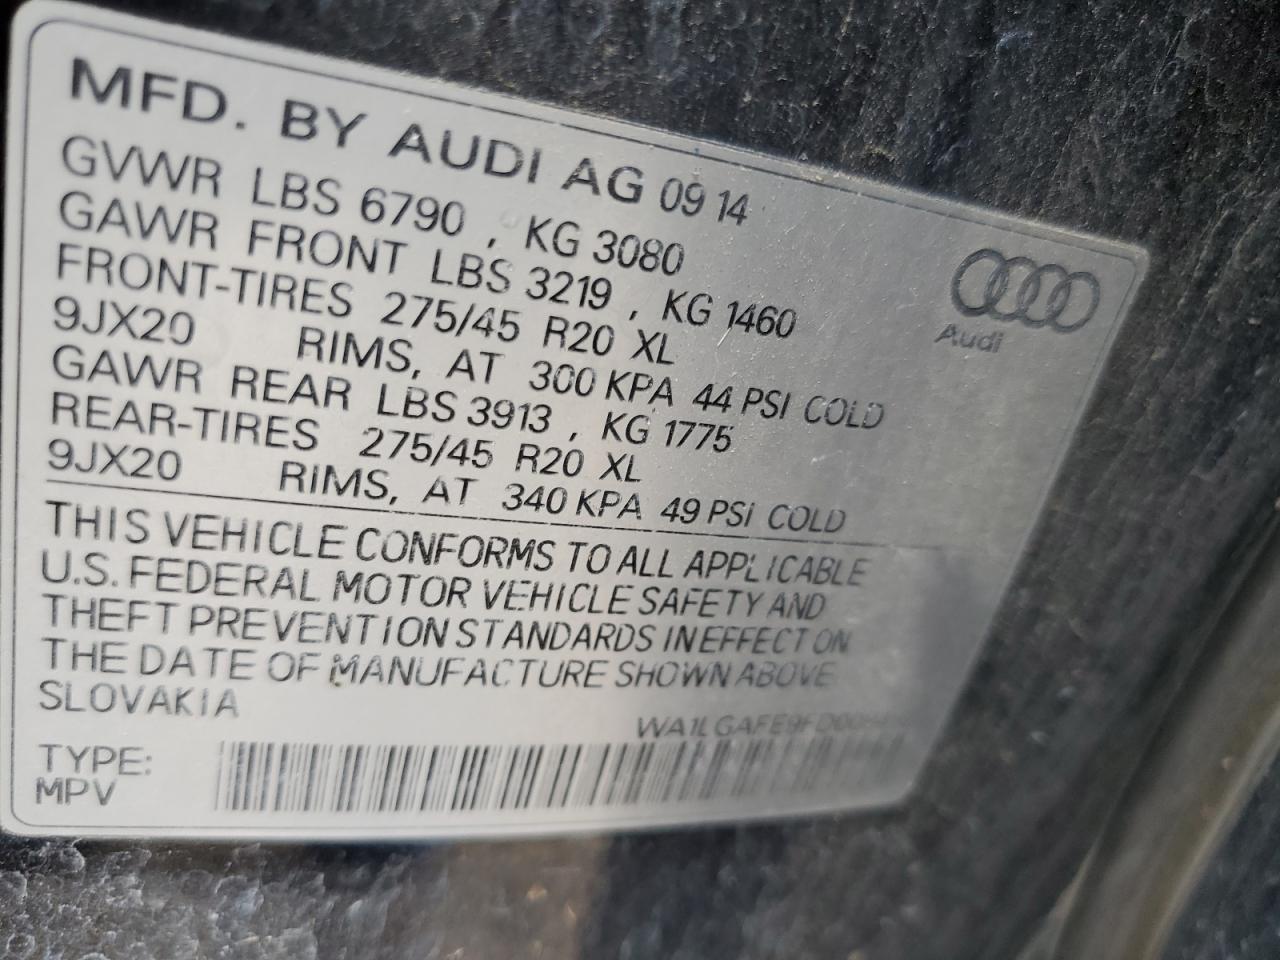 MFD. BY AUDI AG 09 14
GVWR LBS 6790 , KG 3080
GAWR FRONT LBS 3219 , KG 1460
FRONT-TIRES 275/45 R20 XL
9JX20 RIMS, AT 300 KPA 44 PSI COLD
GAWR REAR LBS 3913 , KG 1775
REAR-TIRES 275/45 R20 XL
9JX20 RIMS, AT 340 KPA 49 PSI COLD
Audi
THIS VEHICLE CONFORMS TO ALL APPLICABLE
U.S. FEDERAL MOTOR VEHICLE SAFETY AND
THEFT PREVENTION STANDARDS IN EFFECT ON
THE DATE OF MANUFACTURE SHOWN ABOVE
SLOVAKIA
TYPE:
MPV